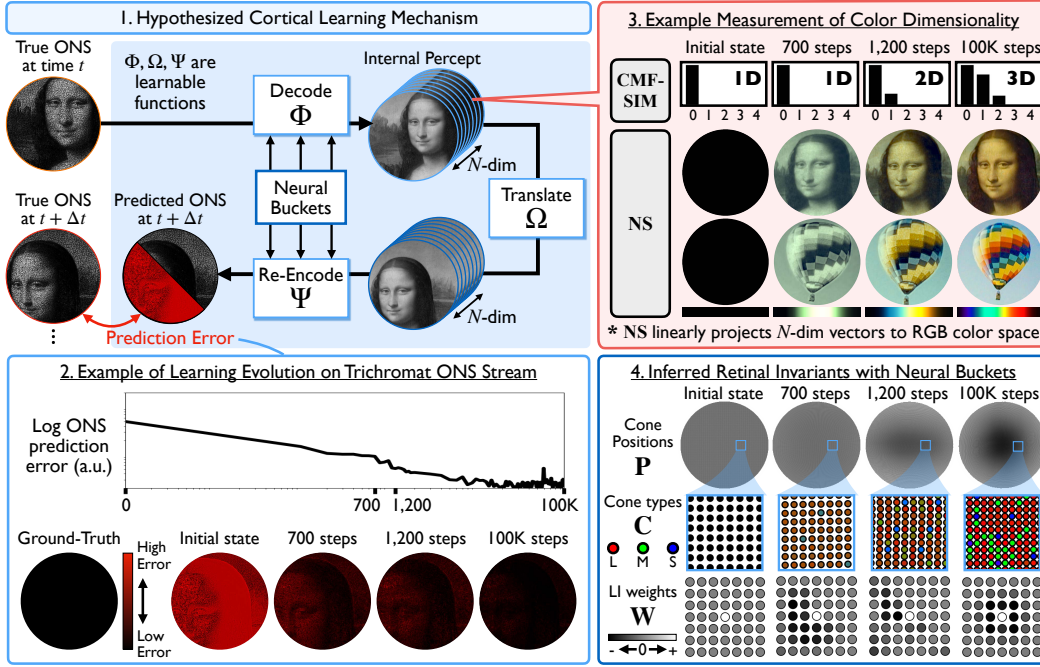 1. Hypothesized Cortical Learning Mechanism
True ONS
at time t
Φ, Ω, Ψ are
learnable
functions
Decode
Φ
Internal Percept
N-dim
Neural
Buckets
Translate
Ω
True ONS
at t + Δt
Predicted ONS
at t + Δt
Re-Encode
Ψ
N-dim
Prediction Error
...
2. Example of Learning Evolution on Trichromat ONS Stream
Log ONS
prediction
error (a.u.)
0 700 1,200 100K
Ground-Truth Initial state 700 steps 1,200 steps 100K steps
High
Error
Low
Error
3. Example Measurement of Color Dimensionality
Initial state 700 steps 1,200 steps 100K steps
CMF-
SIM
1D 1D 2D 3D
0 1 2 3 4 0 1 2 3 4 0 1 2 3 4 0 1 2 3 4
NS
* NS linearly projects N-dim vectors to RGB color space
4. Inferred Retinal Invariants with Neural Buckets
Initial state 700 steps 1,200 steps 100K steps
Cone
Positions
P
Cone types
C
L M S
LI weights
W
- 0 +